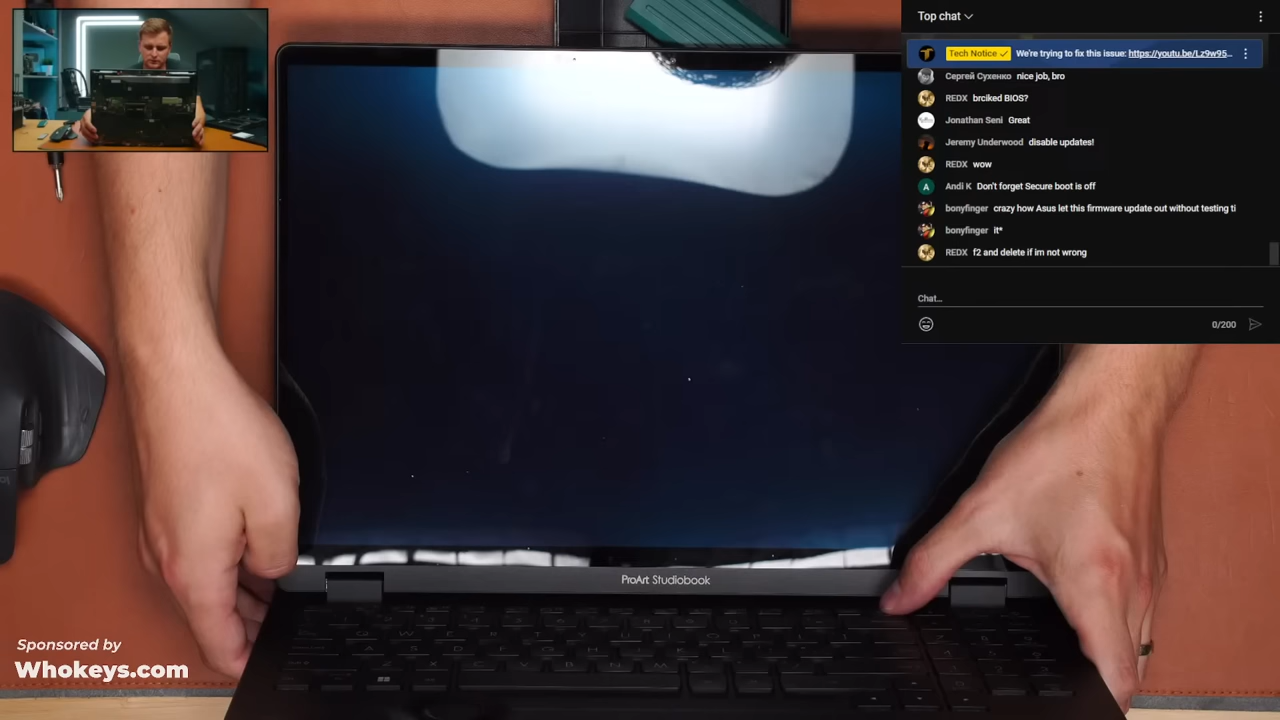 Top chat
Tech Notice We're trying to fix this issue: https://youtu.be/Lz9w95...
Сергей Сухенко nice job, bro
REDX brciked BIOS?
Jonathan Seni Great
Jeremy Underwood disable updates!
REDX wow
A Andi K Don't forget Secure boot is off
bonyfinger crazy how Asus let this firmware update out without testing ti
bonyfinger it*
REDX f2 and delete if im not wrong
Chat...
0/200
ProArt Studiobook
Sponsored by
Whokeys.com